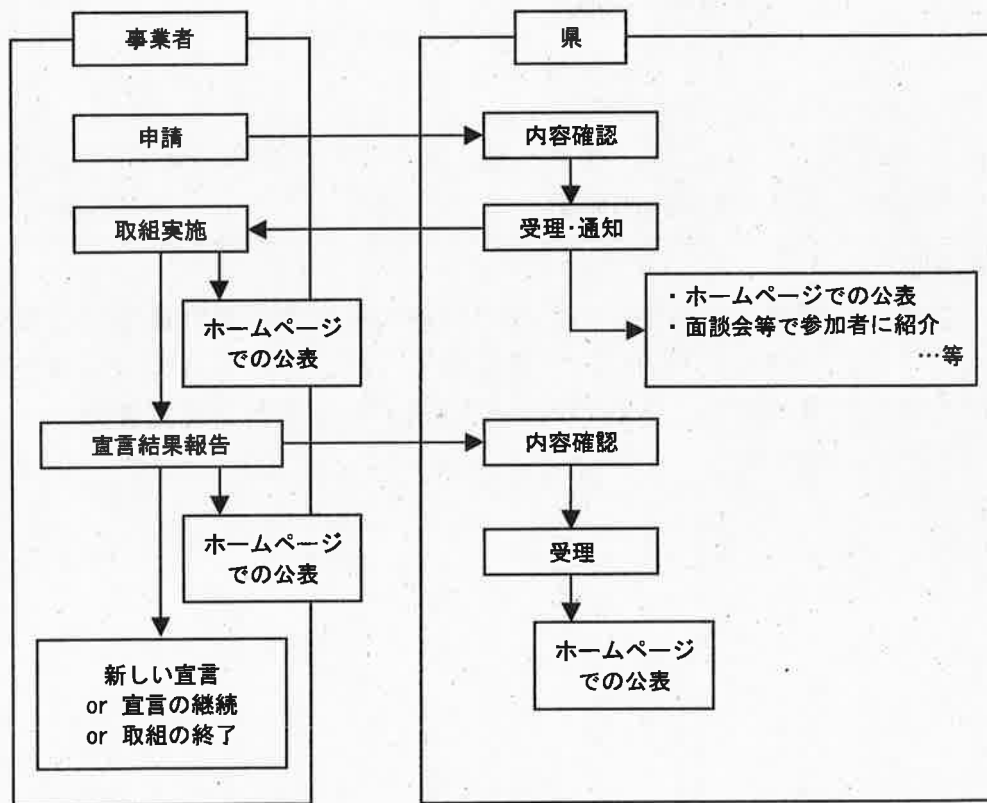 事業者
県
申請
内容確認
取組実施
受理・通知
ホームページ
での公表
・ホームページでの公表
・面談会等で参加者に紹介
…等
宣言結果報告
内容確認
ホームページ
での公表
受理
ホームページ
での公表
新しい宣言
or 宣言の継続
or 取組の終了